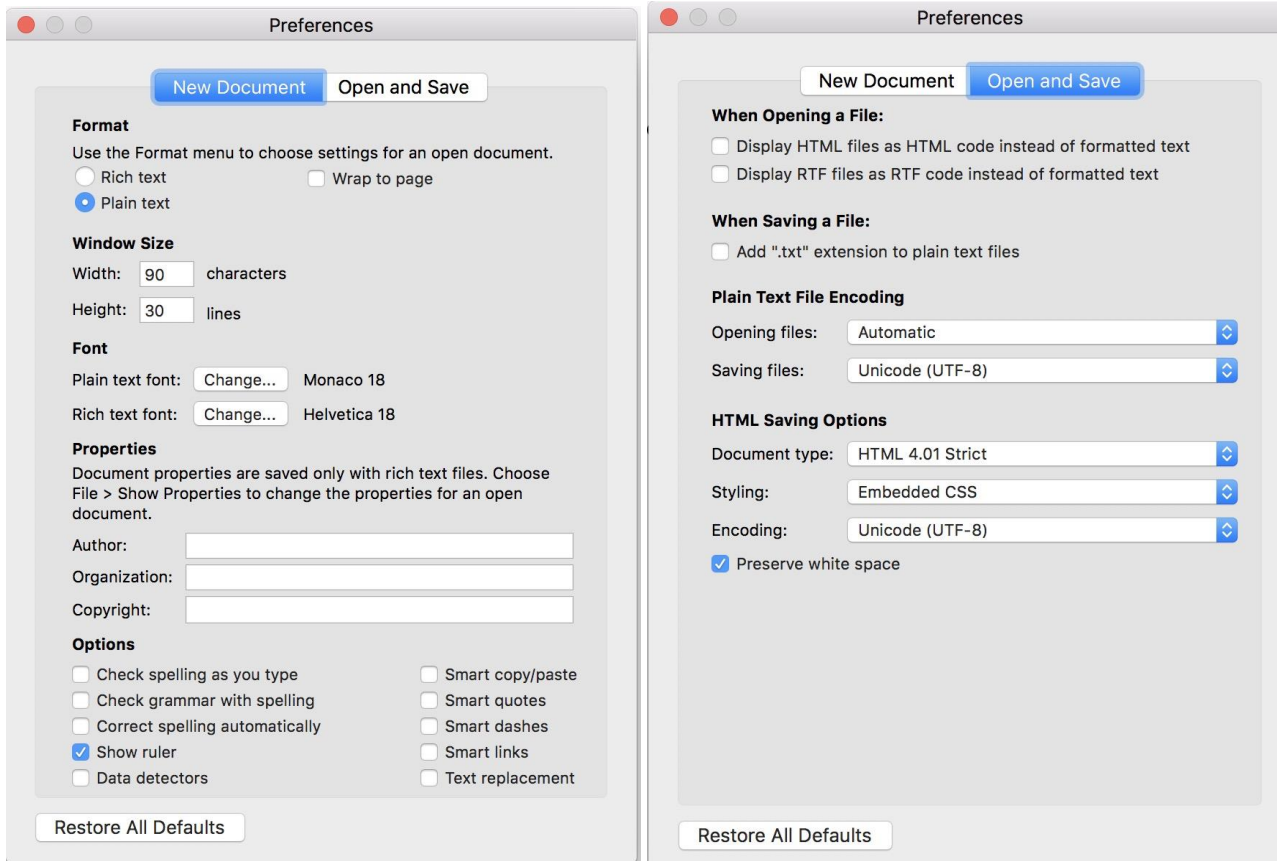 Preferences
New Document
Open and Save
Format
Use the Format menu to choose settings for an open document.
Rich text
Wrap to page
Plain text
Window Size
Width: 90 characters
Height: 30 lines
Font
Plain text font: Change... Monaco 18
Rich text font: Change... Helvetica 18
Properties
Document properties are saved only with rich text files. Choose
File > Show Properties to change the properties for an open
document.
Author:
Organization:
Copyright:
Options
Check spelling as you type
Check grammar with spelling
Correct spelling automatically
Show ruler
Data detectors
Smart copy/paste
Smart quotes
Smart dashes
Smart links
Text replacement
Restore All Defaults
Preferences
New Document
Open and Save
When Opening a File:
Display HTML files as HTML code instead of formatted text
Display RTF files as RTF code instead of formatted text
When Saving a File:
Add ".txt" extension to plain text files
Plain Text File Encoding
Opening files: Automatic
Saving files: Unicode (UTF-8)
HTML Saving Options
Document type: HTML 4.01 Strict
Styling: Embedded CSS
Encoding: Unicode (UTF-8)
Preserve white space
Restore All Defaults